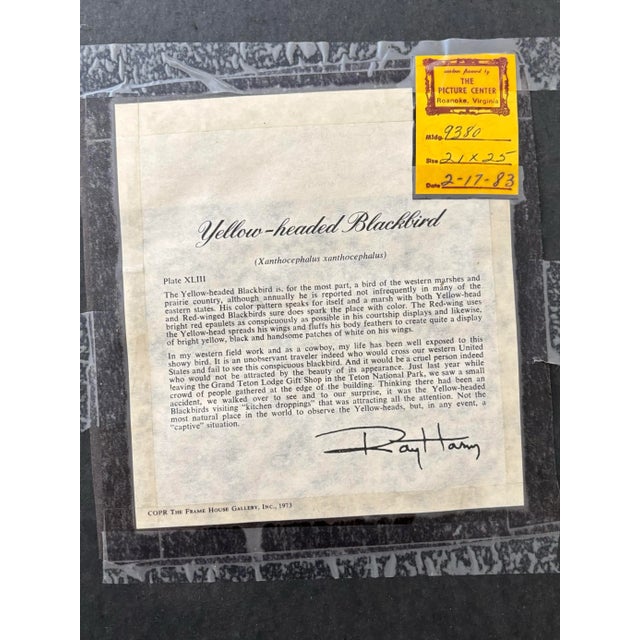 custom framed by
THE
PICTURE CENTER
Roanoke, Virginia
Mldg. 9380
Size 21 x 25
Date 2-17-83
Yellow-headed Blackbird
(Xanthocephalus xanthocephalus)
Plate XLIII
The Yellow-headed Blackbird is, for the most part, a bird of the western marshes and
prairie country, although annually he is reported not infrequently in many of the
eastern states. His color pattern speaks for itself and a marsh with both Yellow-head
and Red-winged Blackbirds sure does spark the place with color. The Red-wing uses
bright red epaulets as conspicuously as possible in his courtship displays and likewise,
the Yellow-head spreads his wings and fluffs his body feathers to create quite a display
of bright yellow, black and handsome patches of white on his wings.
In my western field work and as a cowboy, my life has been well exposed to this
showy bird. It is an unobservant traveler indeed who would cross our western United
States and fail to see this conspicuous blackbird. And it would be a cruel person indeed
who would not be attracted by the beauty of its appearance. Just last year while
leaving the Grand Teton Lodge Gift Shop in the Teton National Park, we saw a small
crowd of people gathered at the edge of the building. Thinking there had been an
accident, we walked over to see and to our surprise, it was the Yellow-headed
Blackbirds visiting "kitchen droppings" that was attracting all the attention. Not the
most natural place in the world to observe the Yellow-heads, but, in any event, a
"captive" situation.
Ray Harm
COPR THE FRAME HOUSE GALLERY, INC., 1973